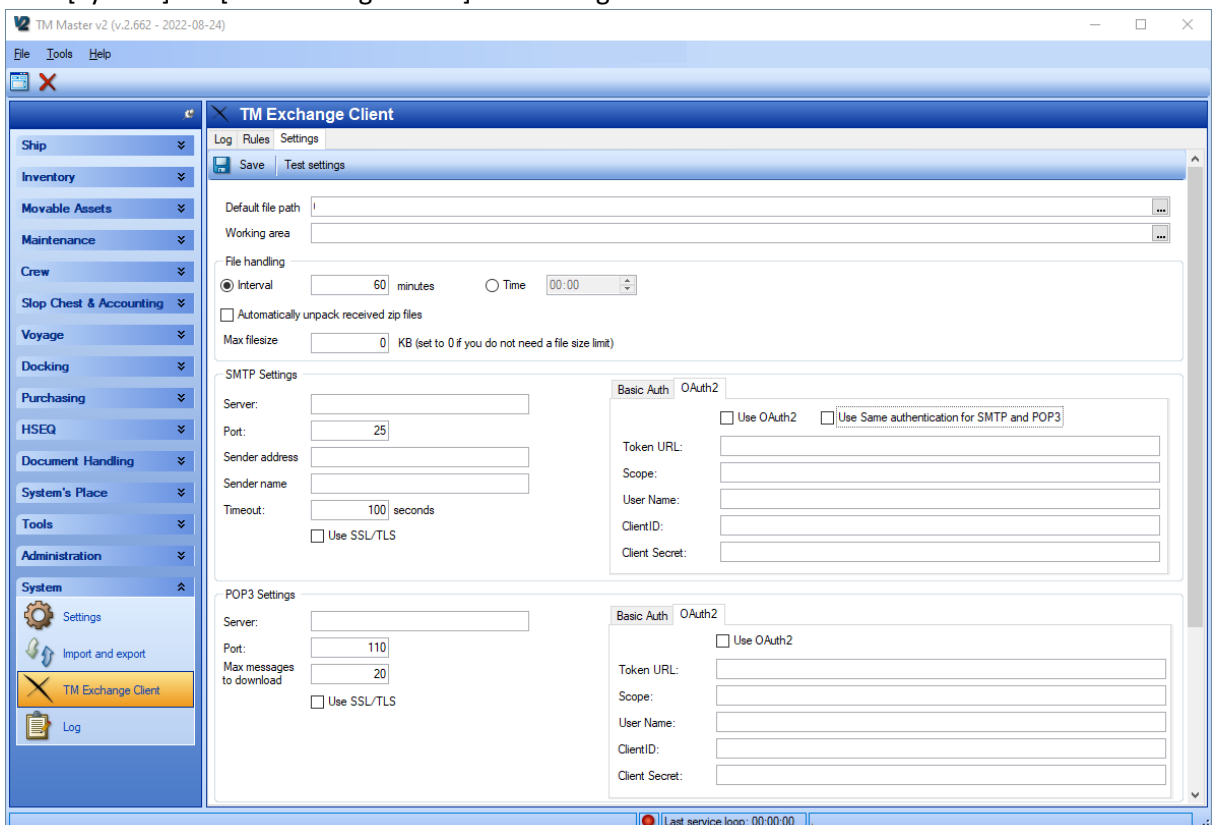 TM Master v2 (v.2.662 - 2022-08-24)
File Tools Help
TM Exchange Client
Log Rules Settings
Save Test settings
Ship
Inventory
Movable Assets
Maintenance
Crew
Slop Chest & Accounting
Voyage
Docking
Purchasing
HSEQ
Document Handling
System's Place
Tools
Administration
System
Settings
Import and export
TM Exchange Client
Log
Default file path
...
Working area
...
File handling
Interval 60 minutes Time 00:00
Automatically unpack received zip files
Max filesize 0 KB (set to 0 if you do not need a file size limit)
SMTP Settings
Server:
Port: 25
Sender address
Sender name
Timeout: 100 seconds
Use SSL/TLS
Basic Auth OAuth2
Use OAuth2 Use Same authentication for SMTP and POP3
Token URL:
Scope:
User Name:
ClientID:
Client Secret:
POP3 Settings
Server:
Port: 110
Max messages
to download 20
Use SSL/TLS
Basic Auth OAuth2
Use OAuth2
Token URL:
Scope:
User Name:
ClientID:
Client Secret:
Last service loop: 00:00:00